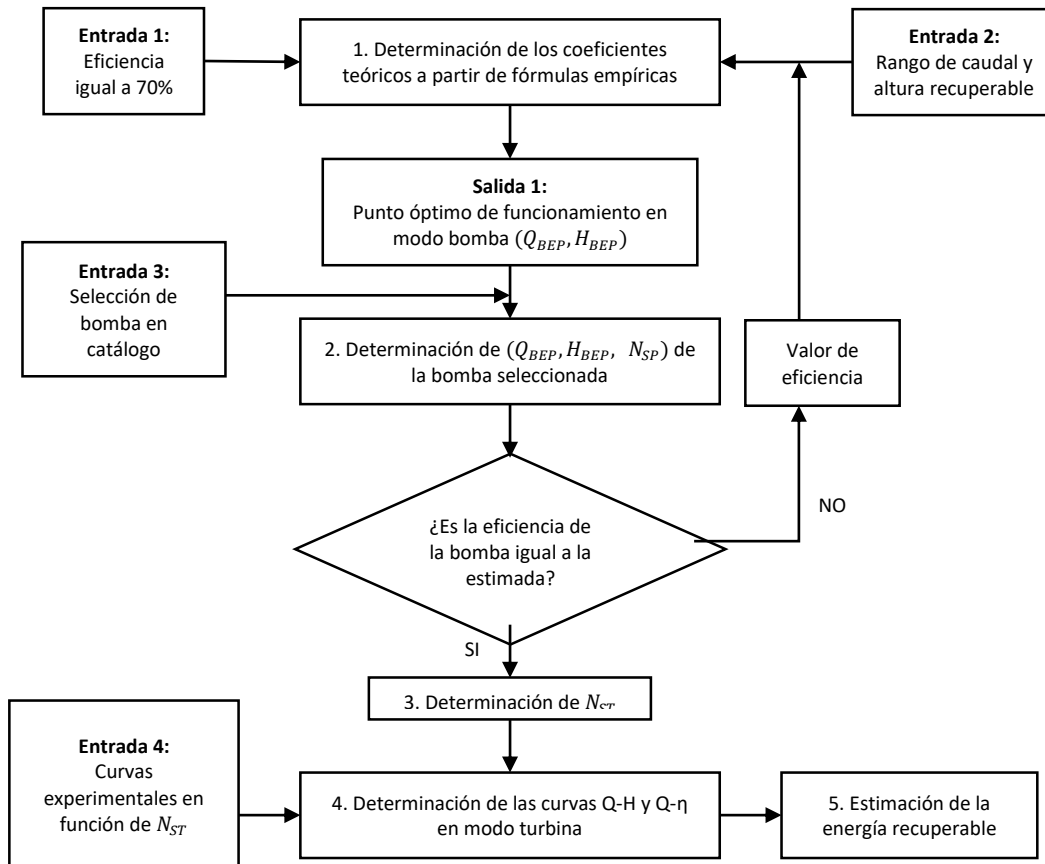 Entrada 1:
Eficiencia
igual a 70%
1. Determinación de los coeficientes
teóricos a partir de fórmulas empíricas
Entrada 2:
Rango de caudal y
altura recuperable
Salida 1:
Punto óptimo de funcionamiento en
modo bomba (Q_BEP, H_BEP)
Entrada 3:
Selección de
bomba en
catálogo
2. Determinación de (Q_BEP, H_BEP, N_SP) de
la bomba seleccionada
Valor de
eficiencia
¿Es la eficiencia de
la bomba igual a la
estimada?
NO
SI
3. Determinación de N_ST
Entrada 4:
Curvas
experimentales en
función de N_ST
4. Determinación de las curvas Q-H y Q-η
en modo turbina
5. Estimación de la
energía recuperable